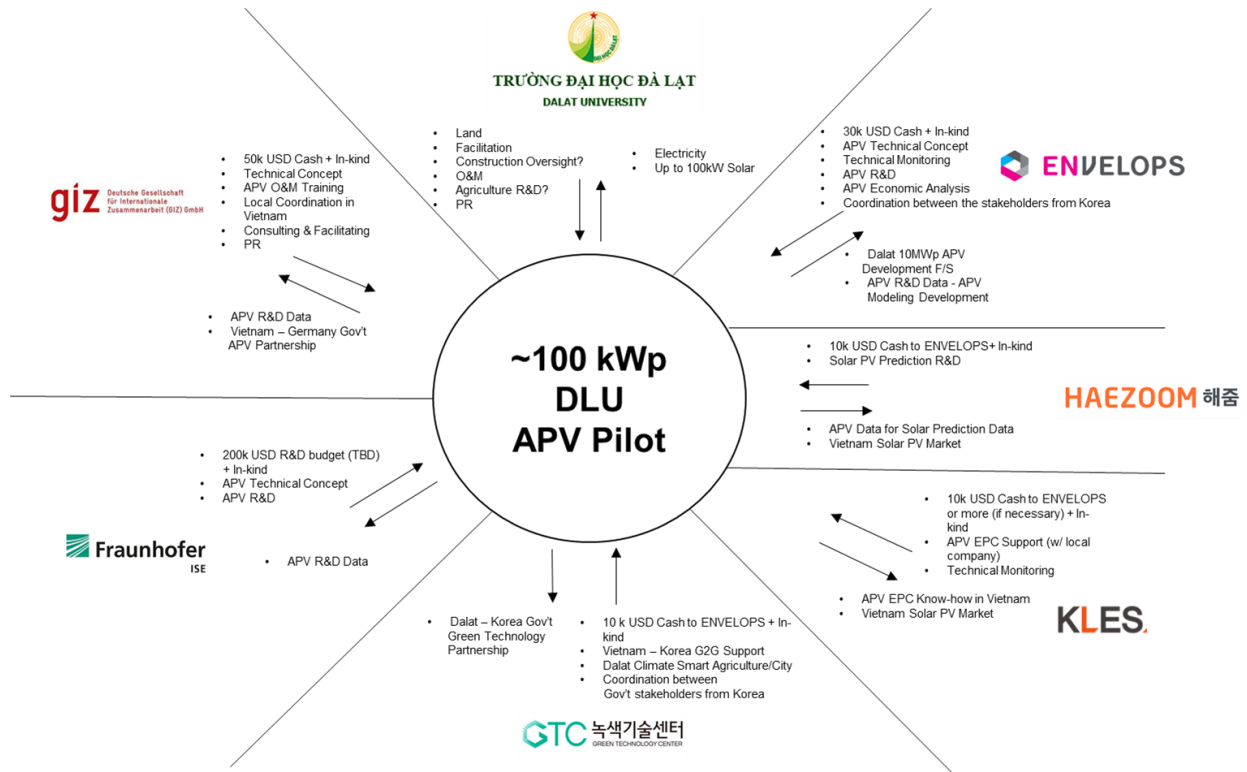 TRƯỜNG ĐẠI HỌC ĐÀ LẠT
DALAT UNIVERSITY
• Land
• Facilitation
• Construction Oversight?
• O&M
• Agriculture R&D?
• PR
• Electricity
• Up to 100kW Solar
• 30k USD Cash + In-kind
• APV Technical Concept
• Technical Monitoring
• APV R&D
• APV Economic Analysis
• Coordination between the stakeholders from Korea
ENVELOPS
• Dalat 10MWp APV
Development F/S
• APV R&D Data - APV
Modeling Development
giz Deutsche Gesellschaft
für Internationale
Zusammenarbeit (GIZ) GmbH
• 50k USD Cash + In-kind
• Technical Concept
• APV O&M Training
• Local Coordination in
Vietnam
• Consulting & Facilitating
• PR
• APV R&D Data
• Vietnam – Germany Gov't
APV Partnership
~100 kWp
DLU
APV Pilot
• 10k USD Cash to ENVELOPS+ In-kind
• Solar PV Prediction R&D
HAEZOOM 해줌
• APV Data for Solar Prediction Data
• Vietnam Solar PV Market
• 200k USD R&D budget (TBD)
+ In-kind
• APV Technical Concept
• APV R&D
Fraunhofer
ISE
• APV R&D Data
• 10k USD Cash to ENVELOPS
or more (if necessary) + In-
kind
• APV EPC Support (w/ local
company)
• Technical Monitoring
• APV EPC Know-how in Vietnam
• Vietnam Solar PV Market
KLES.
• Dalat – Korea Gov't
Green Technology
Partnership
• 10 k USD Cash to ENVELOPS + In-
kind
• Vietnam – Korea G2G Support
• Dalat Climate Smart Agriculture/City
• Coordination between
Gov't stakeholders from Korea
GTC 녹색기술센터
GREEN TECHNOLOGY CENTER